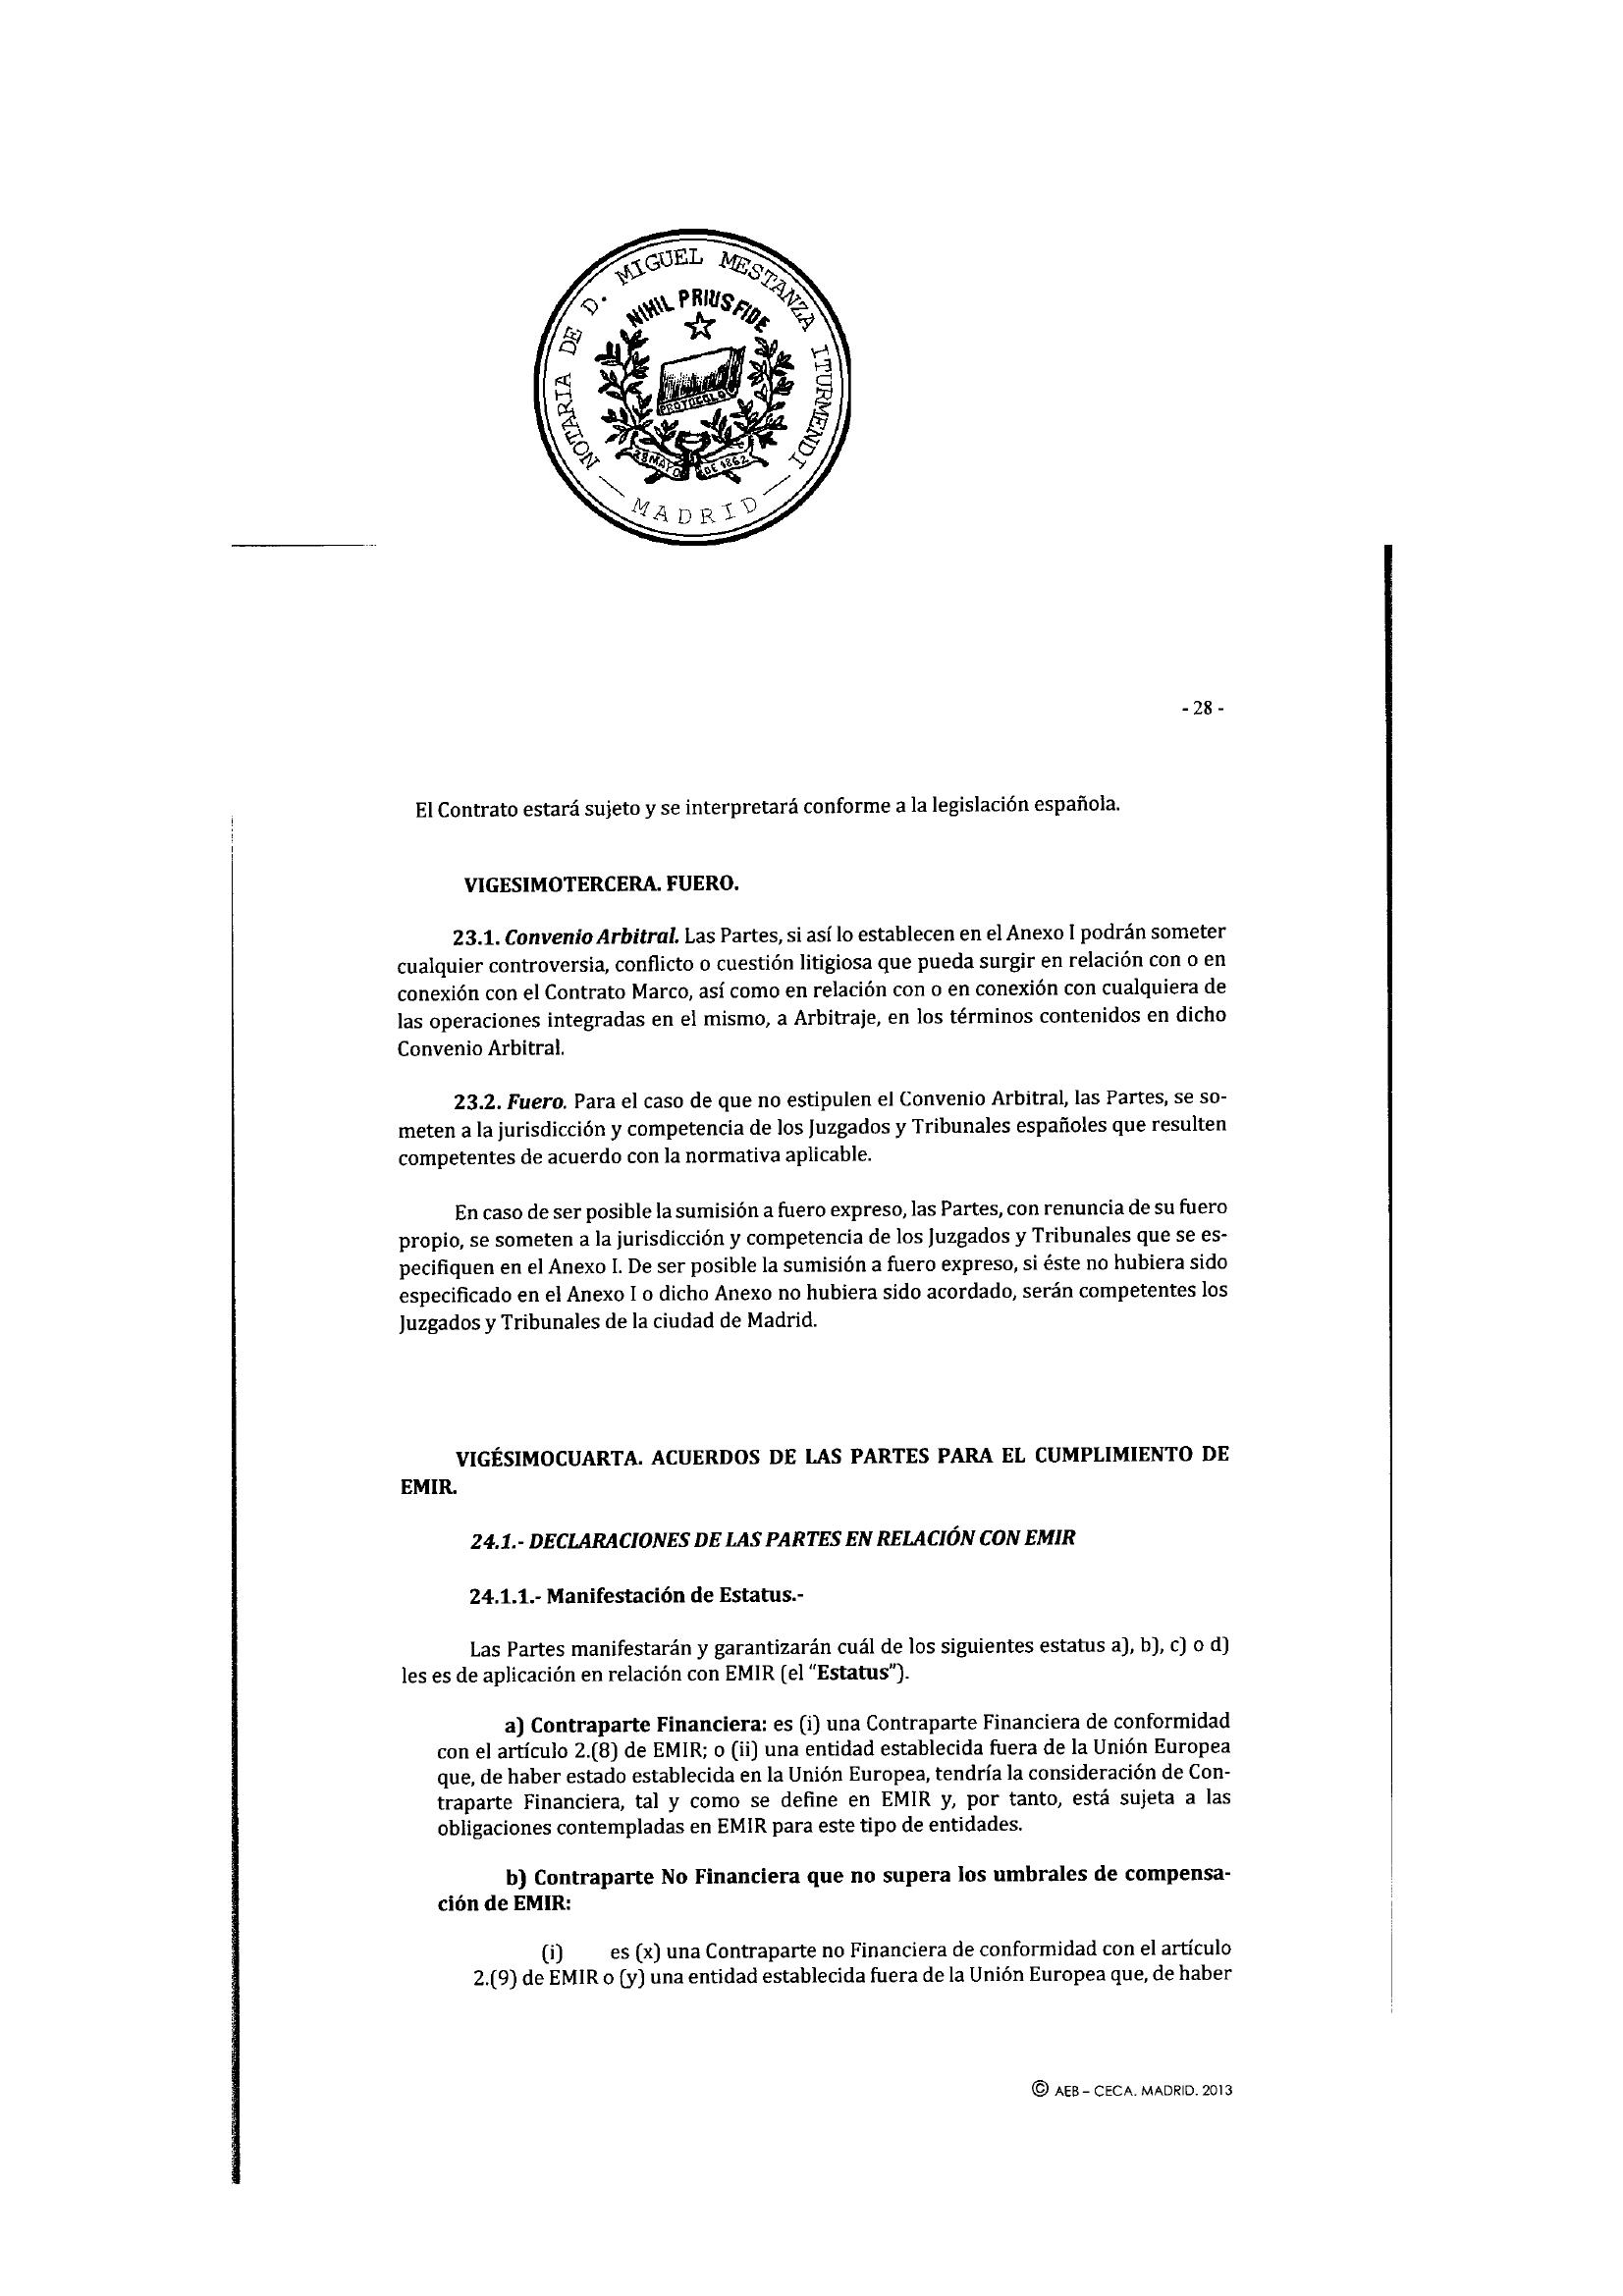 NOTARIA DE D. MIGUEL MESTANZA ITURMENDI
NIHIL PRIUS FIDE
PROTOCOLO
28 MAYO DE 1862
— MADRID —
- 28 -
El Contrato estará sujeto y se interpretará conforme a la legislación española.
VIGESIMOTERCERA. FUERO.
23.1. Convenio Arbitral. Las Partes, si así lo establecen en el Anexo I podrán someter
cualquier controversia, conflicto o cuestión litigiosa que pueda surgir en relación con o en
conexión con el Contrato Marco, así como en relación con o en conexión con cualquiera de
las operaciones integradas en el mismo, a Arbitraje, en los términos contenidos en dicho
Convenio Arbitral.
23.2. Fuero. Para el caso de que no estipulen el Convenio Arbitral, las Partes, se so-
meten a la jurisdicción y competencia de los Juzgados y Tribunales españoles que resulten
competentes de acuerdo con la normativa aplicable.
En caso de ser posible la sumisión a fuero expreso, las Partes, con renuncia de su fuero
propio, se someten a la jurisdicción y competencia de los Juzgados y Tribunales que se es-
pecifiquen en el Anexo I. De ser posible la sumisión a fuero expreso, si éste no hubiera sido
especificado en el Anexo I o dicho Anexo no hubiera sido acordado, serán competentes los
Juzgados y Tribunales de la ciudad de Madrid.
VIGÉSIMOCUARTA. ACUERDOS DE LAS PARTES PARA EL CUMPLIMIENTO DE
EMIR.
24.1.- DECLARACIONES DE LAS PARTES EN RELACIÓN CON EMIR
24.1.1.- Manifestación de Estatus.-
Las Partes manifestarán y garantizarán cuál de los siguientes estatus a), b), c) o d)
les es de aplicación en relación con EMIR (el "Estatus").
a) Contraparte Financiera: es (i) una Contraparte Financiera de conformidad
con el artículo 2.(8) de EMIR; o (ii) una entidad establecida fuera de la Unión Europea
que, de haber estado establecida en la Unión Europea, tendría la consideración de Con-
traparte Financiera, tal y como se define en EMIR y, por tanto, está sujeta a las
obligaciones contempladas en EMIR para este tipo de entidades.
b) Contraparte No Financiera que no supera los umbrales de compensa-
ción de EMIR:
(i) es (x) una Contraparte no Financiera de conformidad con el artículo
2.(9) de EMIR o (y) una entidad establecida fuera de la Unión Europea que, de haber
© AEB – CECA. MADRID. 2013